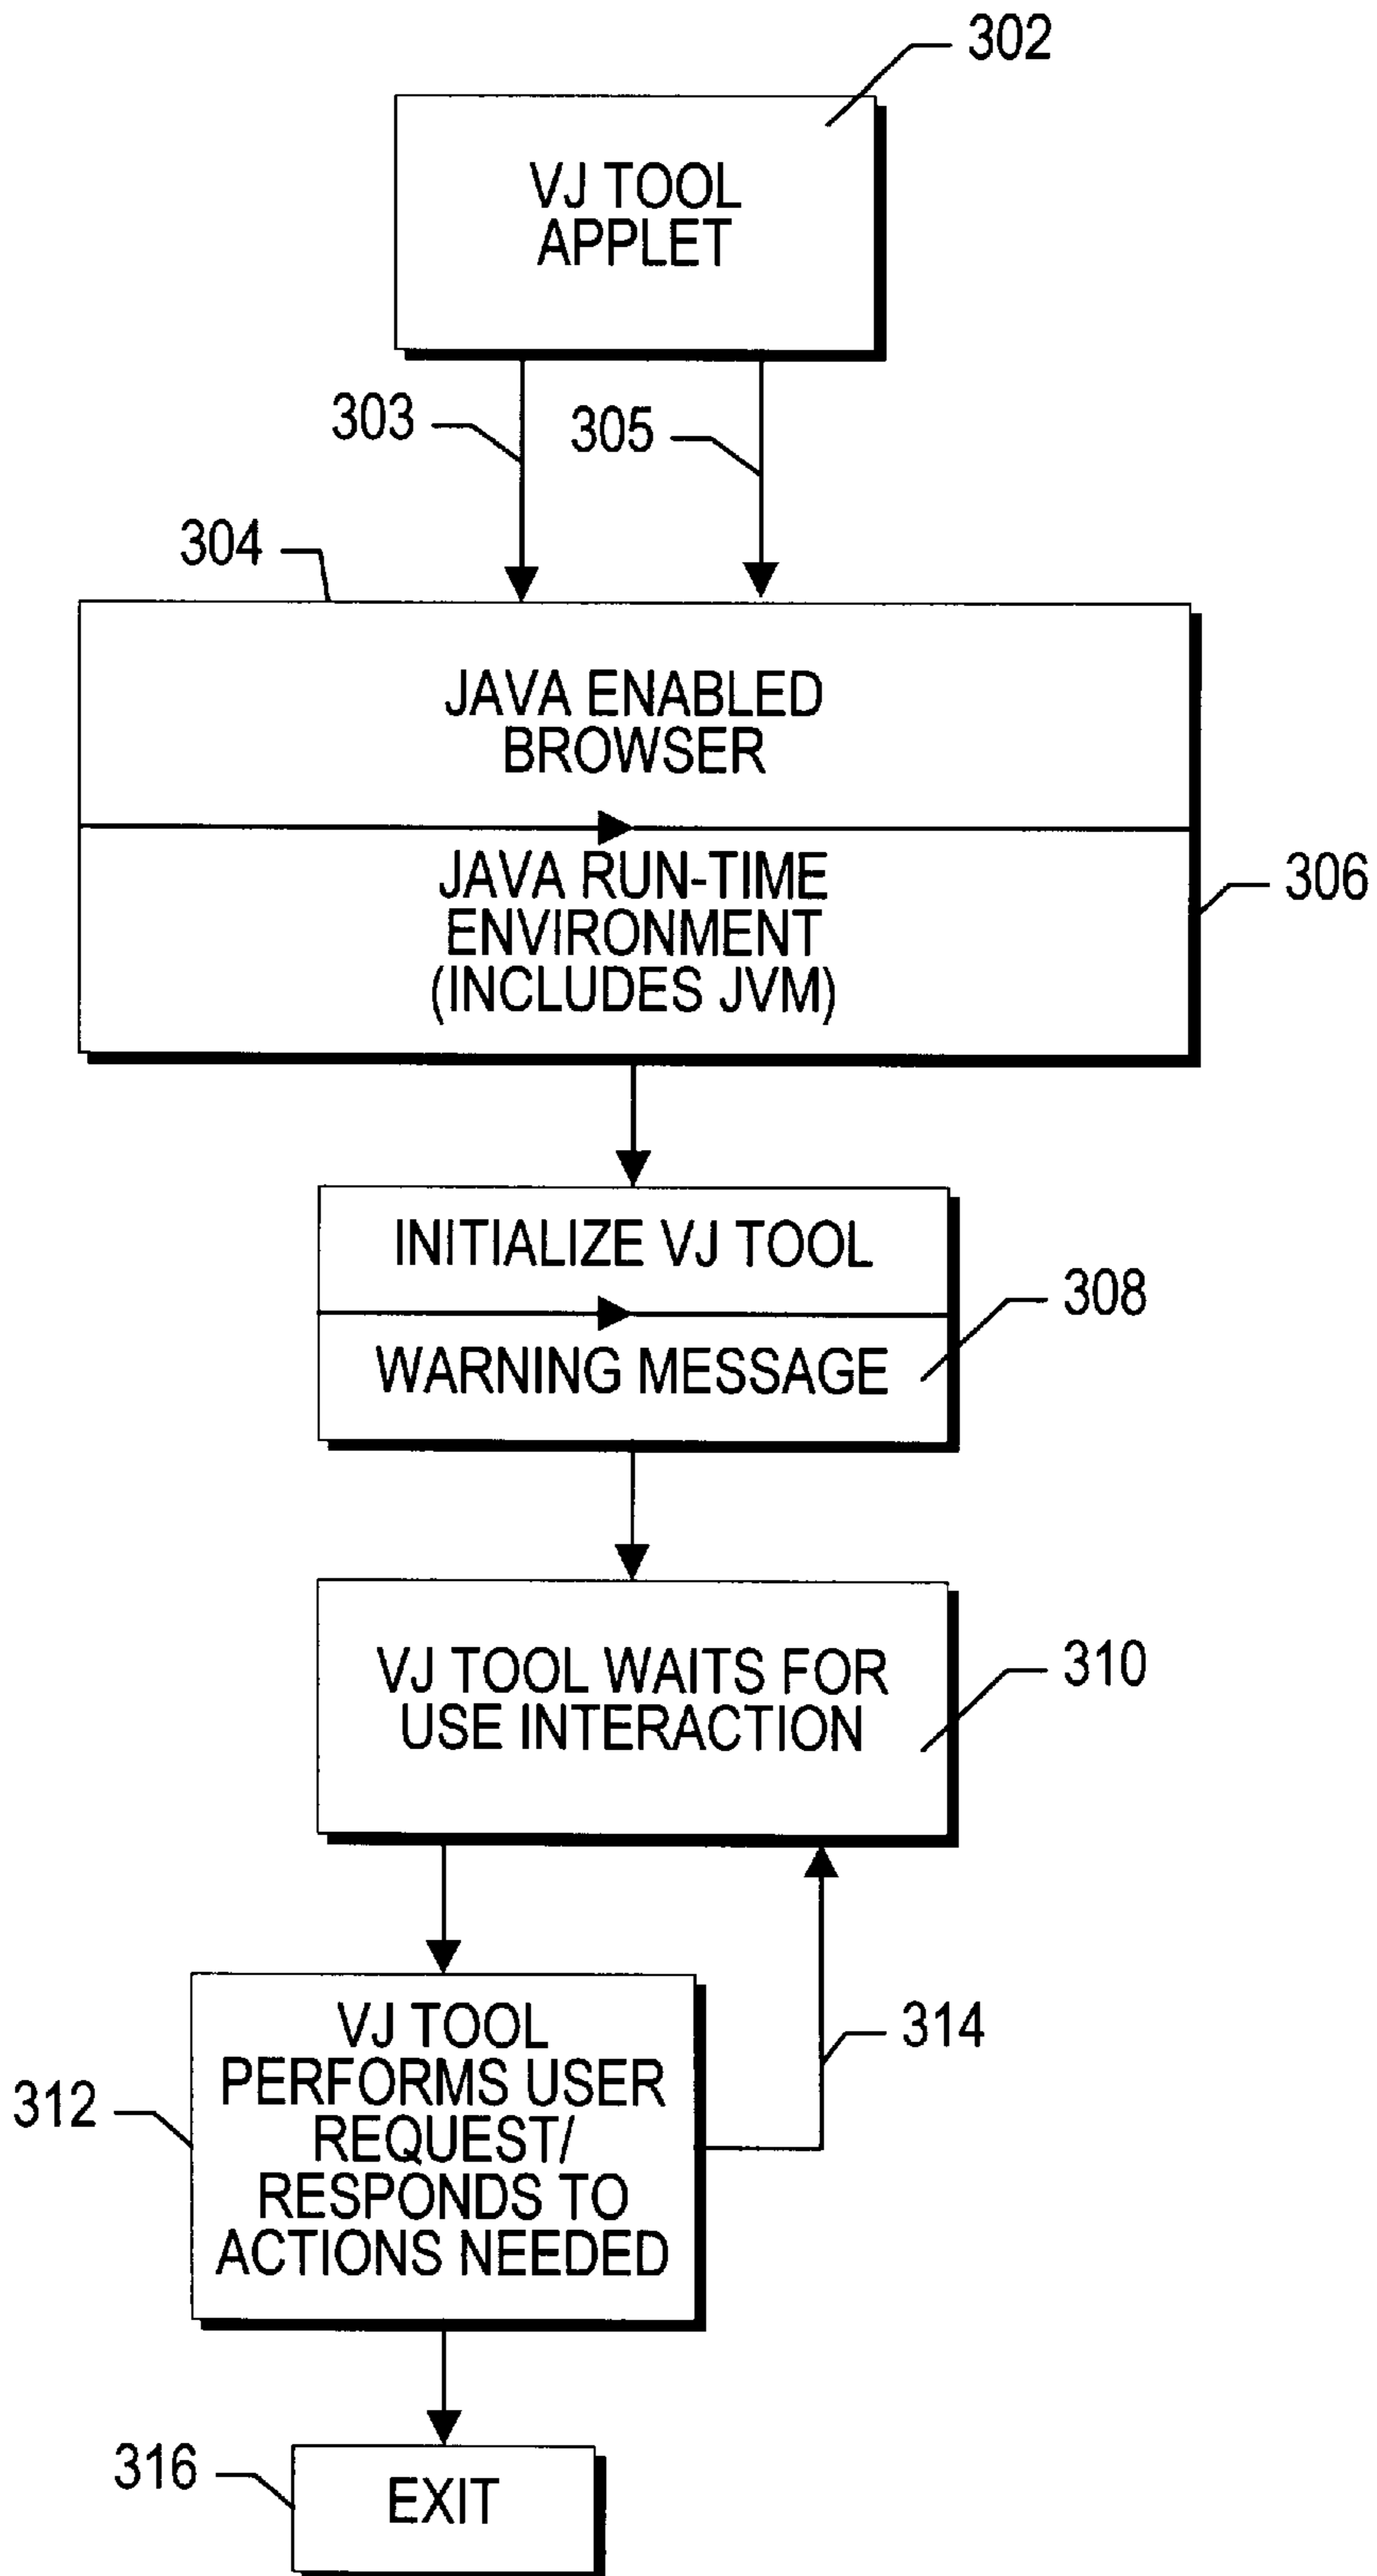 302
VJ TOOL
APPLET
303
305
304
JAVA ENABLED
BROWSER
JAVA RUN-TIME
ENVIRONMENT
(INCLUDES JVM)
306
INITIALIZE VJ TOOL
308
WARNING MESSAGE
VJ TOOL WAITS FOR
USE INTERACTION
310
VJ TOOL
PERFORMS USER
REQUEST/
RESPONDS TO
ACTIONS NEEDED
312
314
316
EXIT